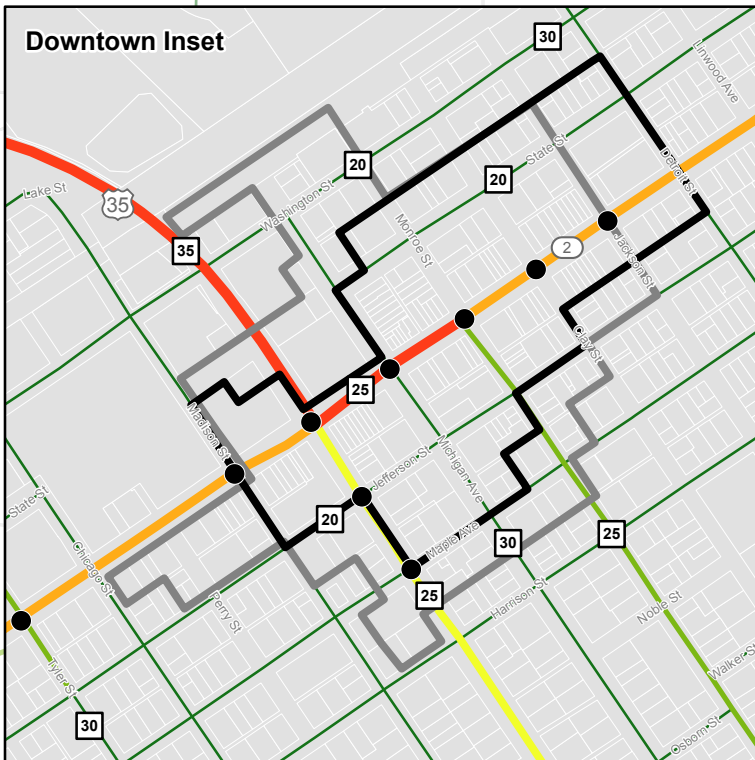 Downtown Inset
30
Linwood Ave
State St
20
20
Detroit St
Lake St
35
Washington St
35
Monroe St
2
Jackson St
Clay St
25
Madison St
Jefferson St
Michigan Ave
State St
20
Maple Ave
30
25
Chicago St
25
Harrison St
Perry St
Noble St
Walker St
Tyler St
30
Osborn St